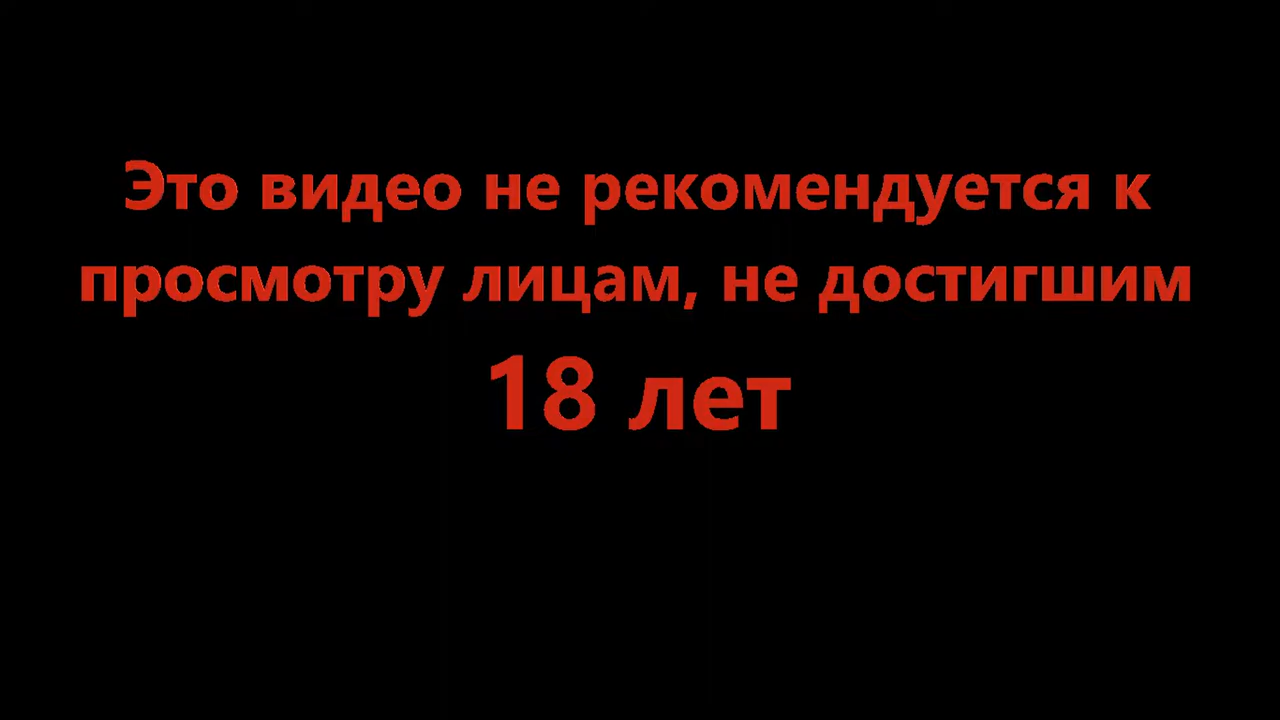 Это видео не рекомендуется к
просмотру лицам, не достигшим
18 лет